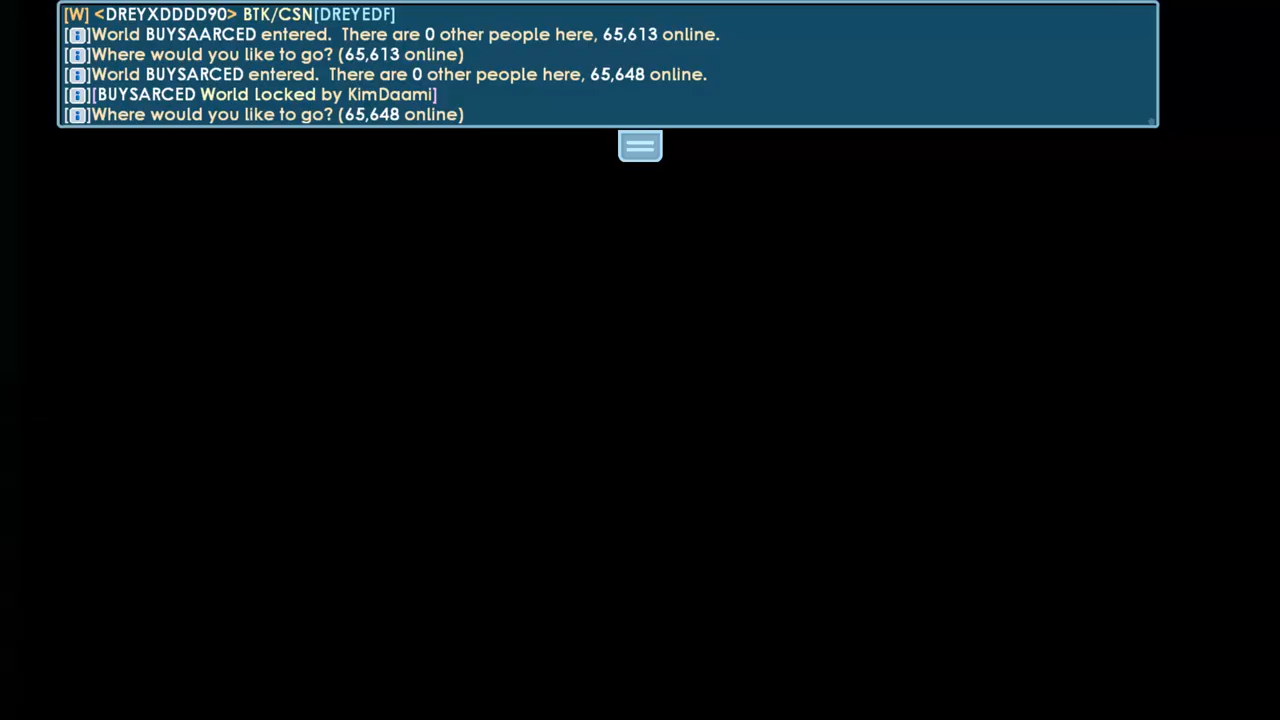 [W] <DREYXDDDD90> BTK/CSN[DREYEDF]
[i]World BUYSAARCED entered.  There are 0 other people here, 65,613 online.
[i]Where would you like to go? (65,613 online)
[i]World BUYSARCED entered.  There are 0 other people here, 65,648 online.
[i][BUYSARCED World Locked by KimDaami]
[i]Where would you like to go? (65,648 online)